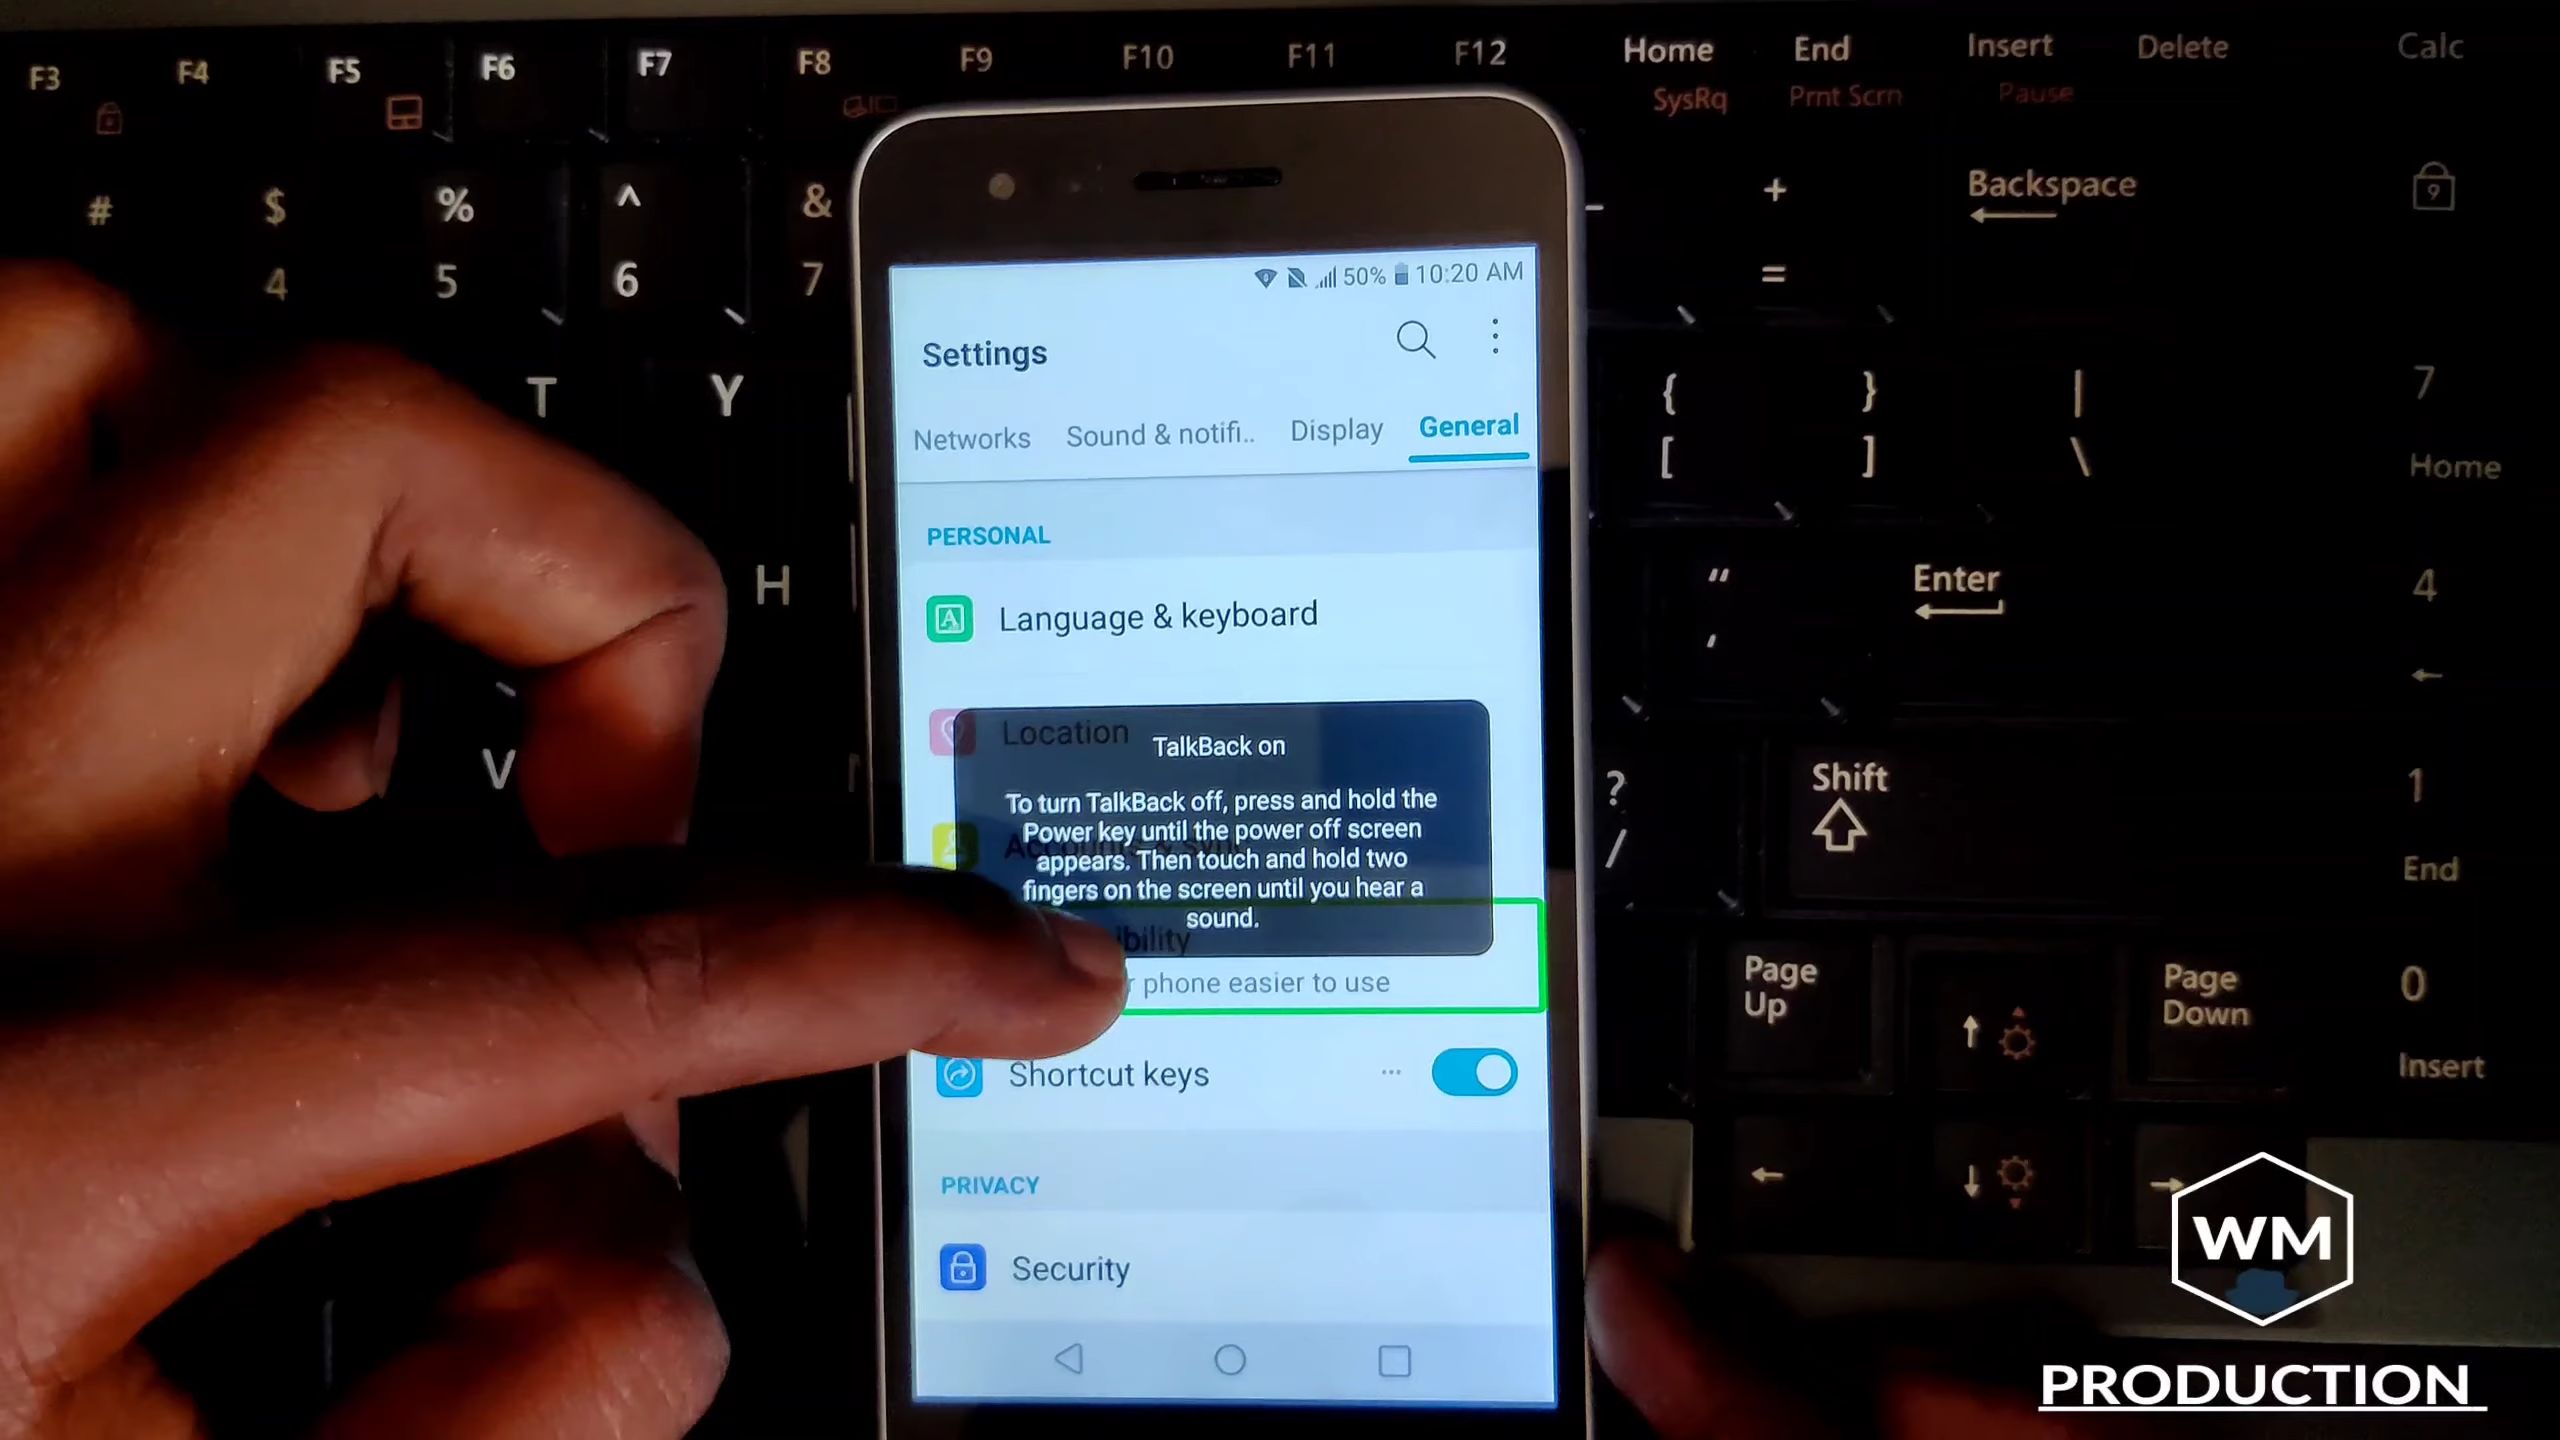 F3 F4 F5 F6 F7 F8 F9 F10 F11 F12 Home End Insert Delete Calc
SysRq Prnt Scrn Pause
# $ % ^ & - + Backspace
4 5 6 7 = 9
T Y { } | 7
[ ] \ Home
H " Enter 4
'
V ? Shift 1
/ End
Page Up Page Down 0
Insert
50% 10:20 AM
Settings
Networks Sound & notifi.. Display General
PERSONAL
Language & keyboard
Location
TalkBack on
To turn TalkBack off, press and hold the
Power key until the power off screen
appears. Then touch and hold two
fingers on the screen until you hear a
sound.
phone easier to use
Shortcut keys ...
PRIVACY
Security
WM
PRODUCTION